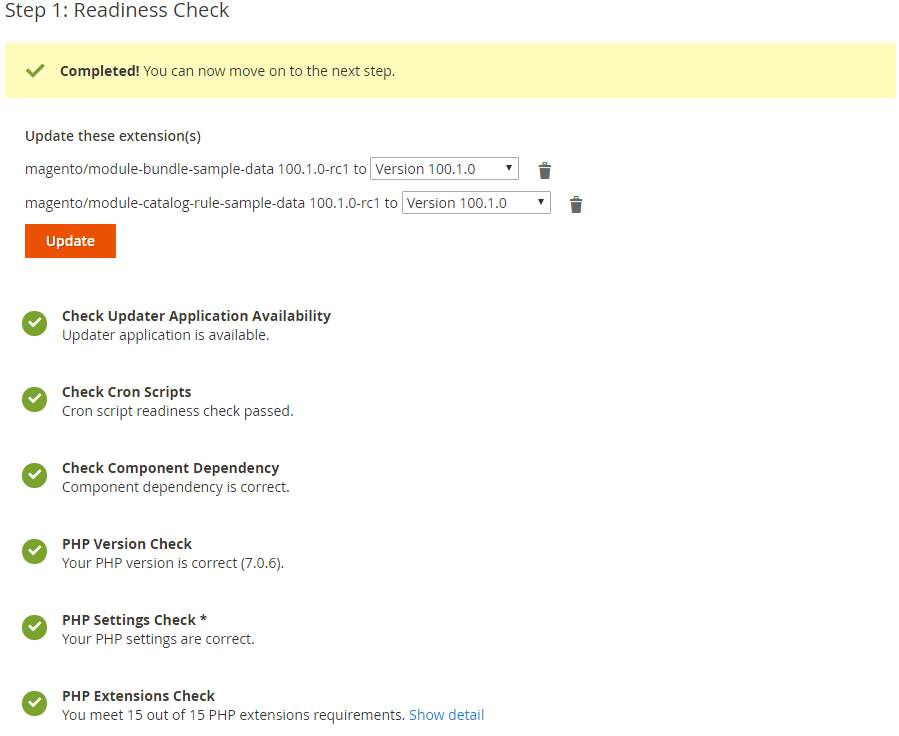 Step 1: Readiness Check
Completed! You can now move on to the next step.
Update these extension(s)
magento/module-bundle-sample-data 100.1.0-rc1 to Version 100.1.0
magento/module-catalog-rule-sample-data 100.1.0-rc1 to Version 100.1.0
Update
Check Updater Application Availability
Updater application is available.
Check Cron Scripts
Cron script readiness check passed.
Check Component Dependency
Component dependency is correct.
PHP Version Check
Your PHP version is correct (7.0.6).
PHP Settings Check *
Your PHP settings are correct.
PHP Extensions Check
You meet 15 out of 15 PHP extensions requirements. Show detail